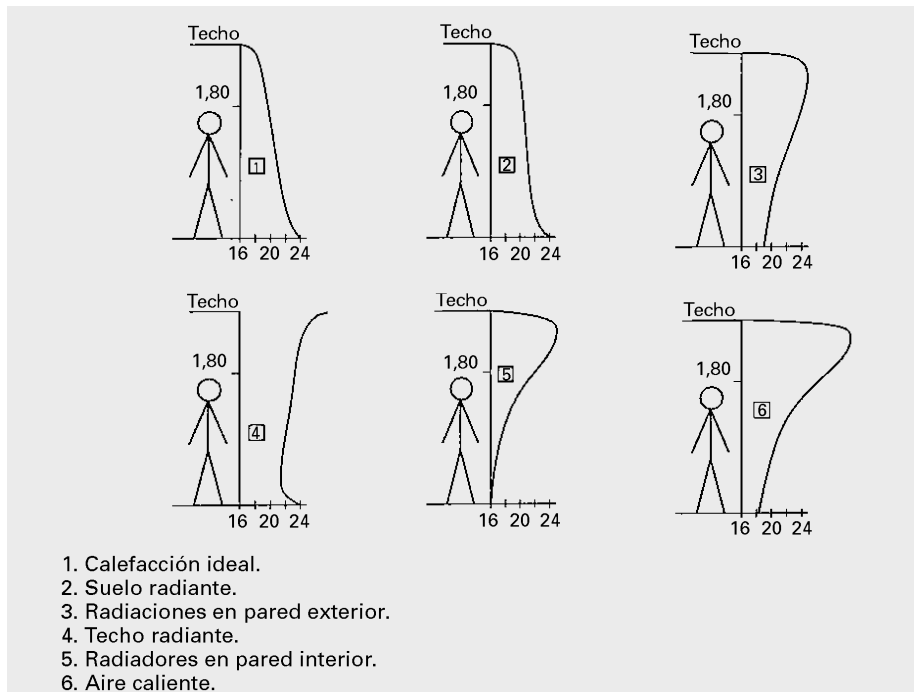 Techo
1,80
1
16 20 24
Techo
1,80
2
16 20 24
Techo
1,80
3
16 20 24
Techo
1,80
4
16 20 24
Techo
1,80
5
16 20 24
Techo
1,80
6
16 20 24
1. Calefacción ideal.
2. Suelo radiante.
3. Radiaciones en pared exterior.
4. Techo radiante.
5. Radiadores en pared interior.
6. Aire caliente.